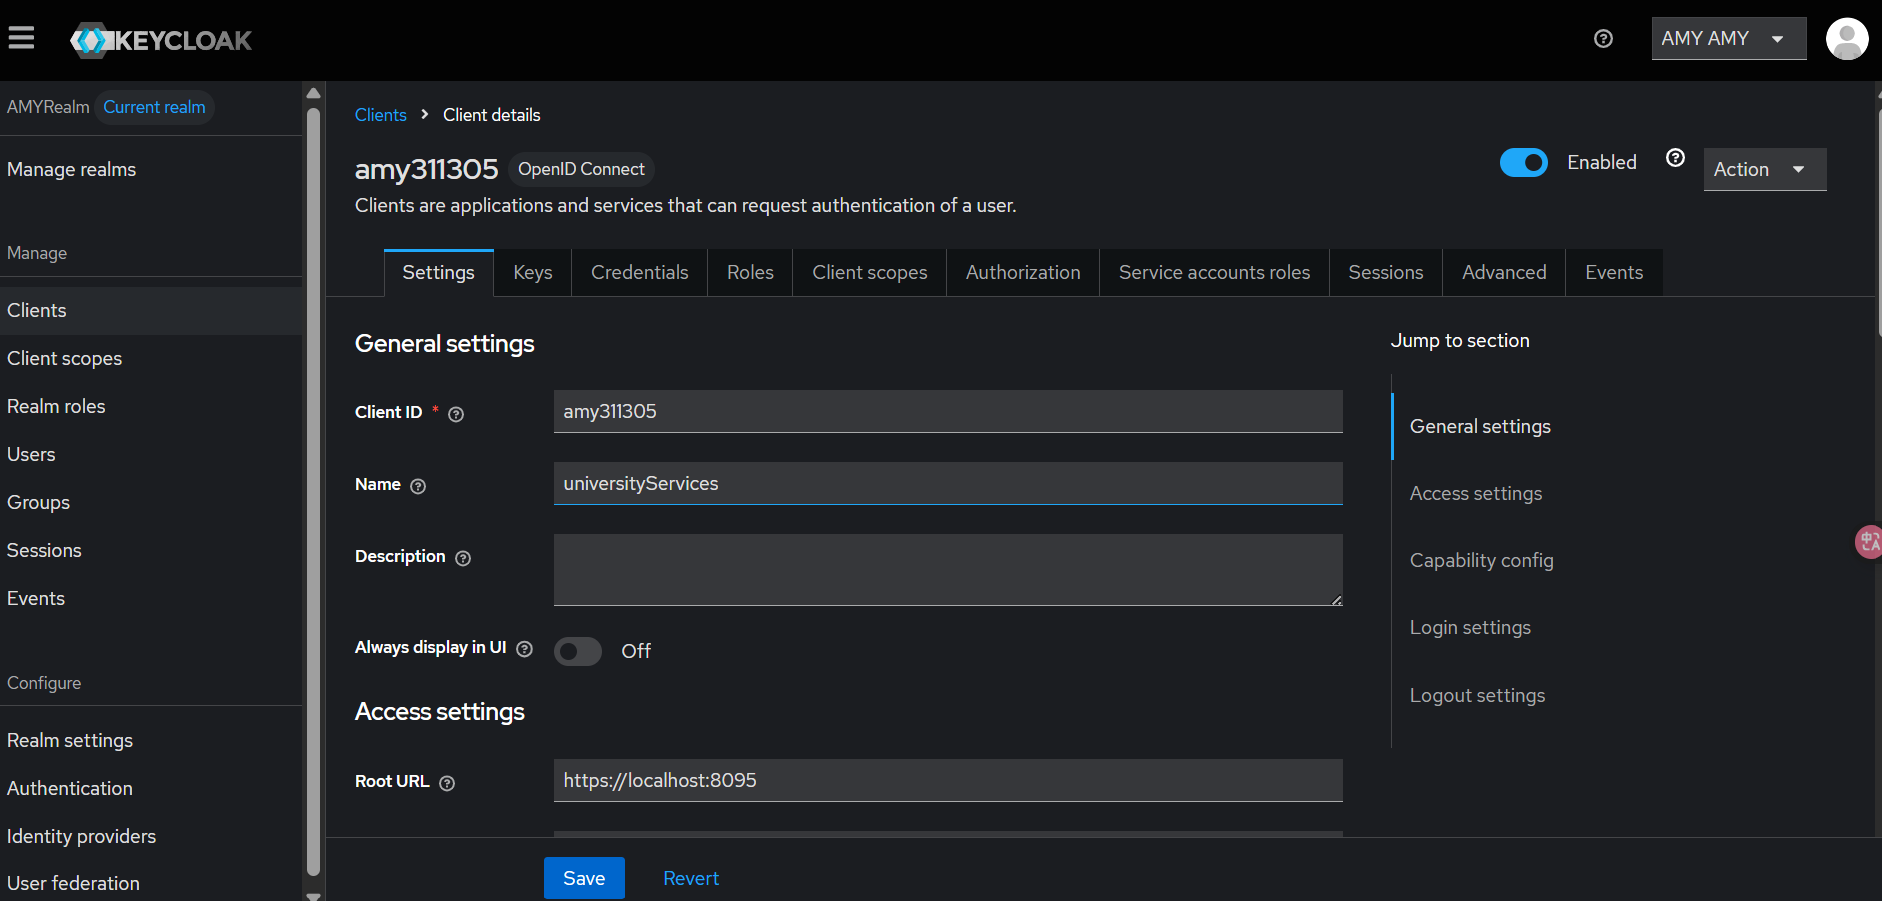 KEYCLOAK
AMY AMY
AMYRealm Current realm
Manage realms
Manage
Clients
Client scopes
Realm roles
Users
Groups
Sessions
Events
Configure
Realm settings
Authentication
Identity providers
User federation
Clients > Client details
amy311305 OpenID Connect
Enabled
Action
Clients are applications and services that can request authentication of a user.
Settings Keys Credentials Roles Client scopes Authorization Service accounts roles Sessions Advanced Events
General settings
Client ID * amy311305
Name universityServices
Description
Always display in UI Off
Access settings
Root URL https://localhost:8095
Save Revert
Jump to section
General settings
Access settings
Capability config
Login settings
Logout settings
中A